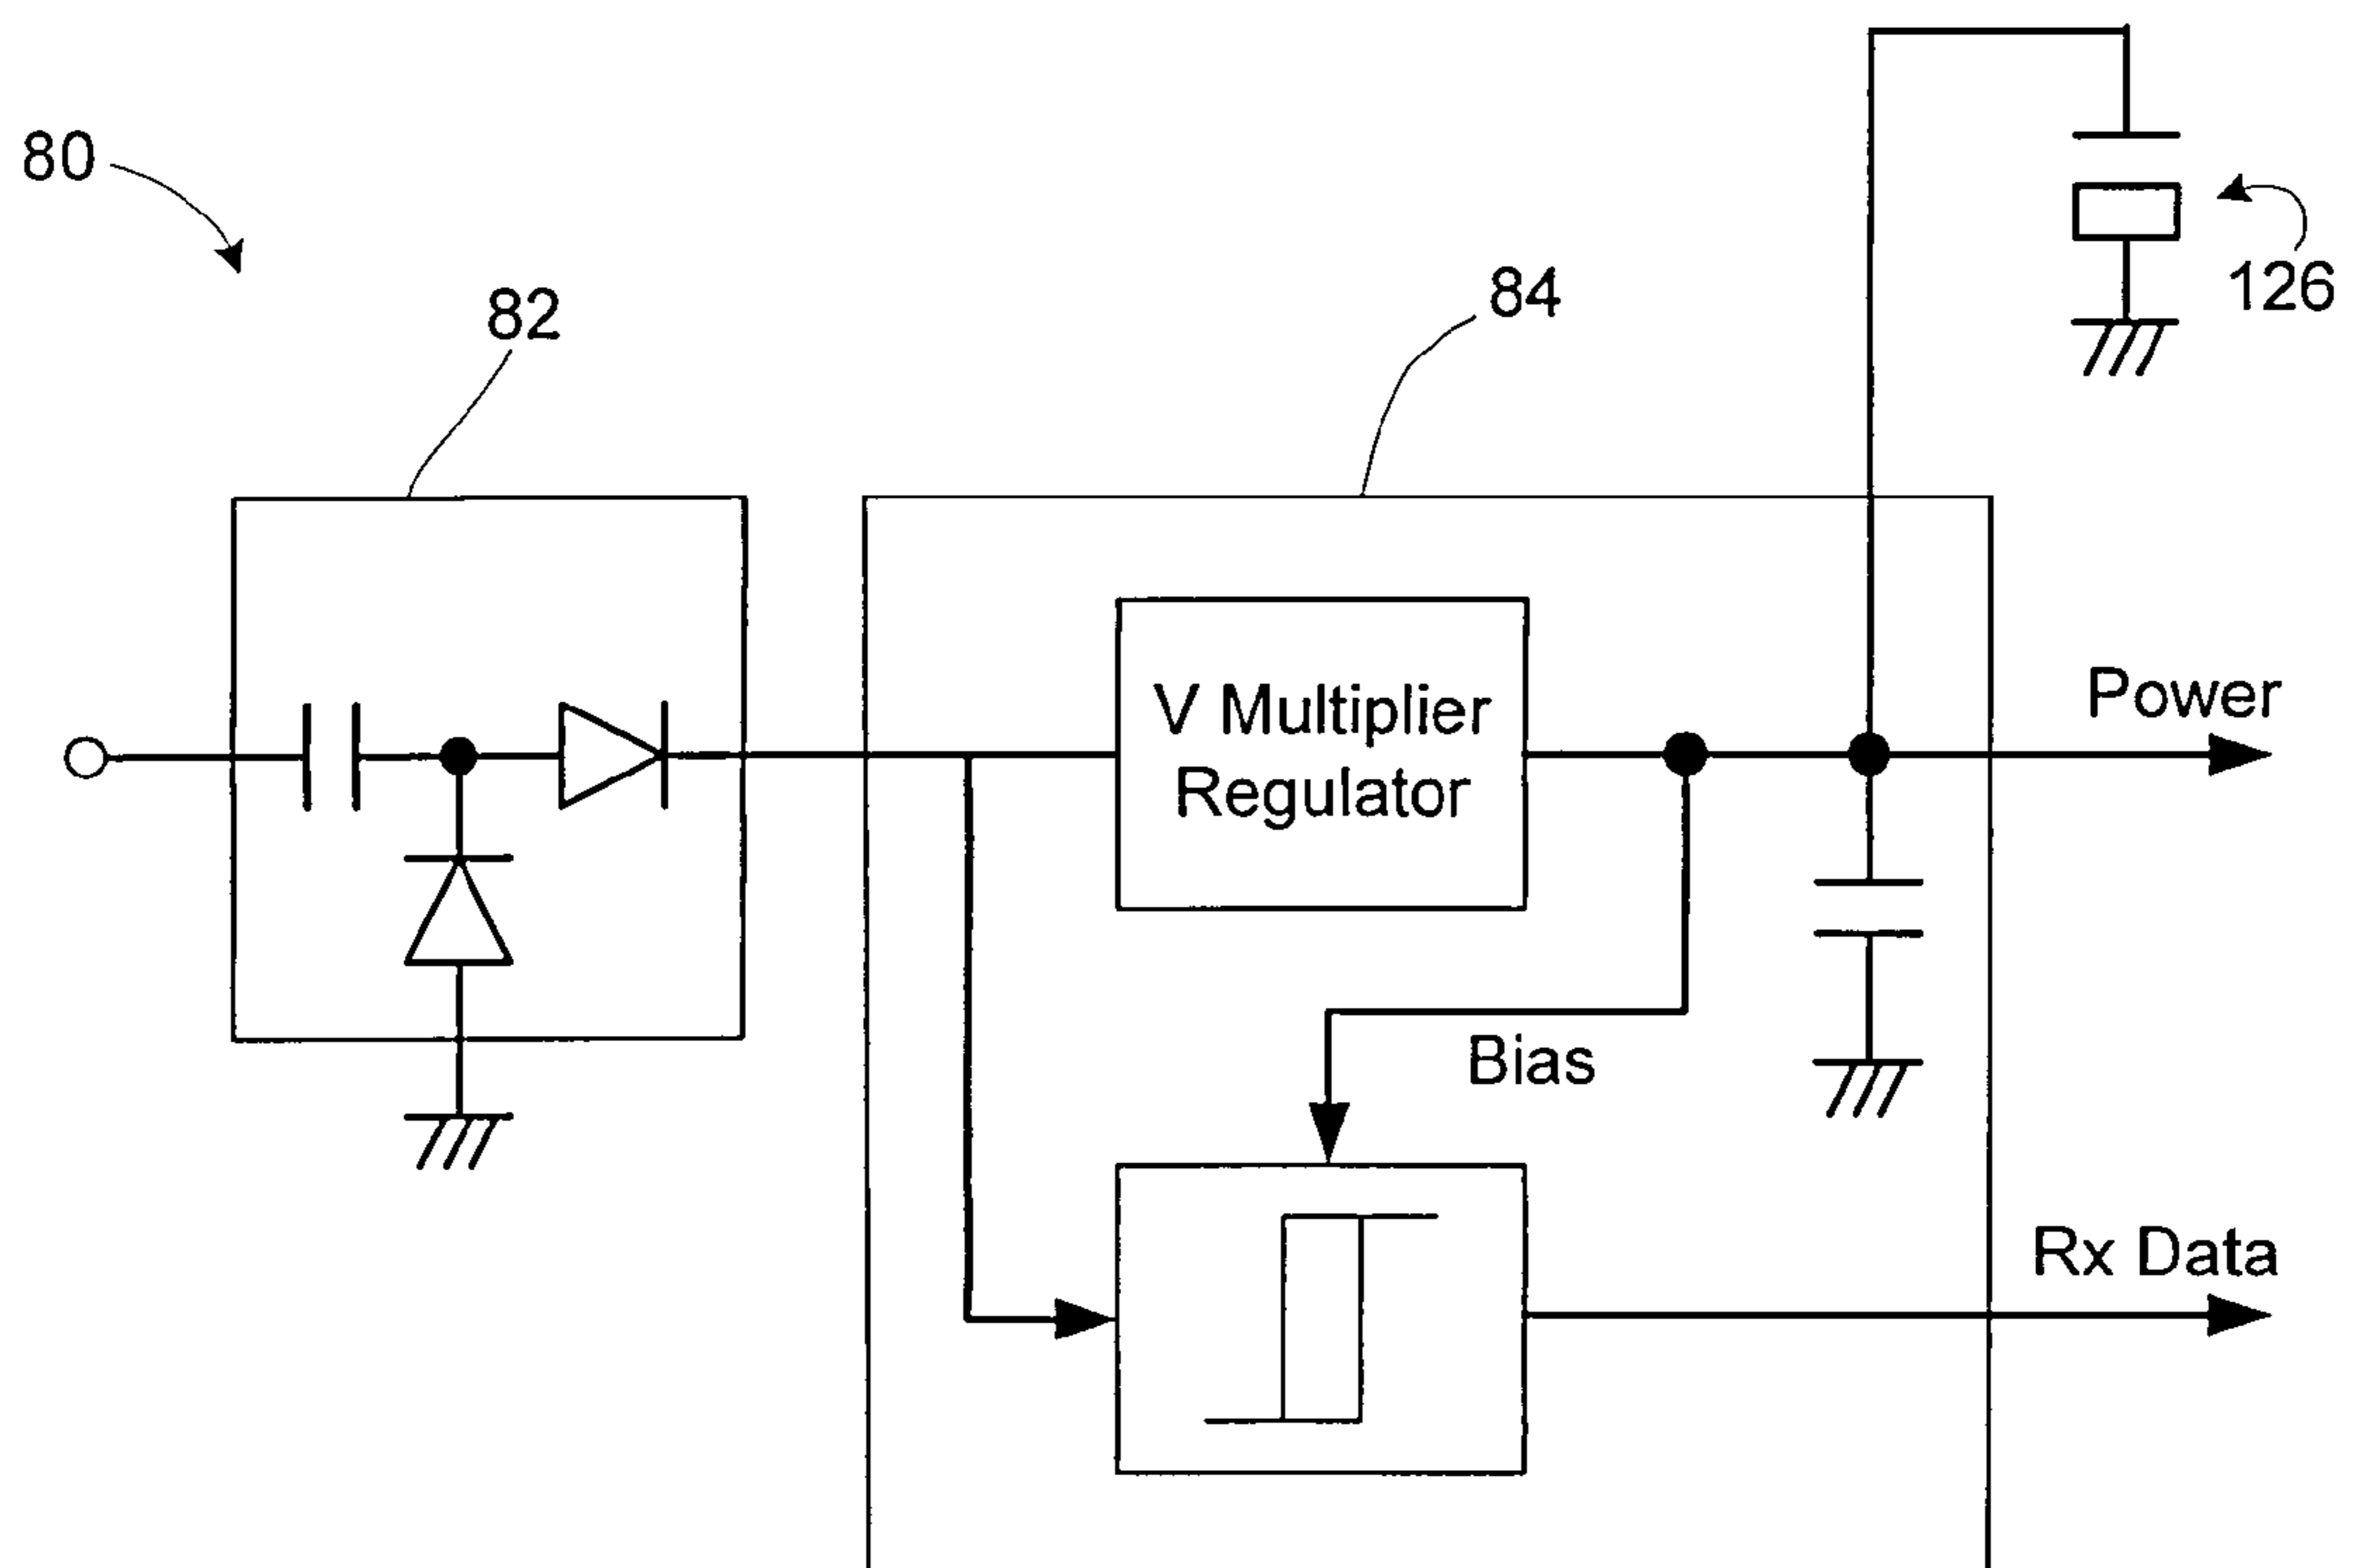 80
82
84
126
V Multiplier
Regulator
Power
Bias
Rx Data